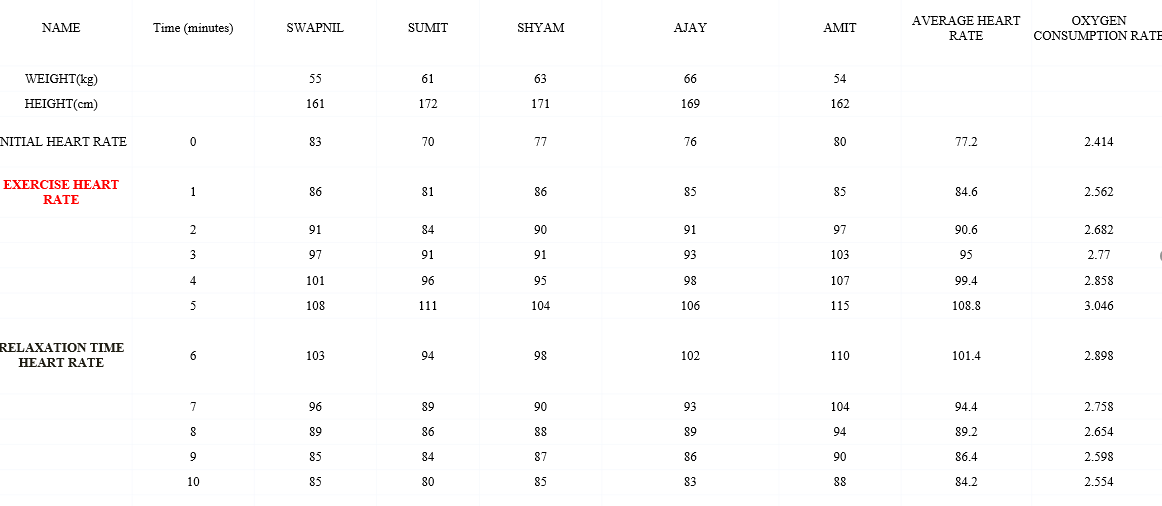 NAME Time (minutes) SWAPNIL SUMIT SHYAM AJAY AMIT AVERAGE HEART RATE OXYGEN CONSUMPTION RATE
WEIGHT(kg) 55 61 63 66 54
HEIGHT(cm) 161 172 171 169 162
NITIAL HEART RATE 0 83 70 77 76 80 77.2 2.414
EXERCISE HEART RATE 1 86 81 86 85 85 84.6 2.562
2 91 84 90 91 97 90.6 2.682
3 97 91 91 93 103 95 2.77
4 101 96 95 98 107 99.4 2.858
5 108 111 104 106 115 108.8 3.046
RELAXATION TIME HEART RATE 6 103 94 98 102 110 101.4 2.898
7 96 89 90 93 104 94.4 2.758
8 89 86 88 89 94 89.2 2.654
9 85 84 87 86 90 86.4 2.598
10 85 80 85 83 88 84.2 2.554